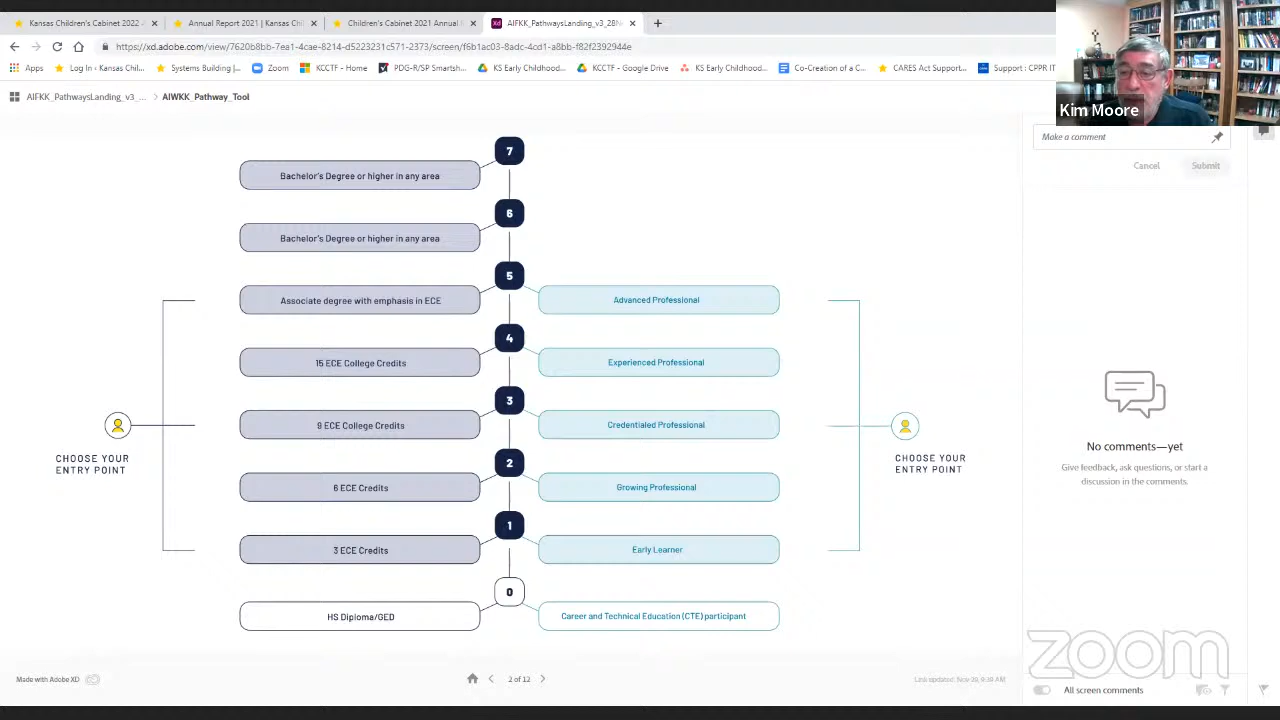 Kansas Children's Cabinet 2022 -
Annual Report 2021 | Kansas Chi
Children's Cabinet 2021 Annual R
AIFKK_PathwaysLanding_v3_28N
https://xd.adobe.com/view/7620b8bb-7ea1-4cae-8214-d5223231c571-2373/screen/f6b1ac03-8adc-4cd1-a8bb-f82f2392944e
Apps
Log In ‹ Kansas Chil...
Systems Building |...
Zoom
KCCTF - Home
PDG-R/SP Smartsh...
KS Early Childhood...
KCCTF - Google Drive
KS Early Childhood...
Co-Creation of a C...
CARES Act Support...
Support : CPPR IT
AIFKK_PathwaysLanding_v3_...
AIWKK_Pathway_Tool
Kim Moore
Make a comment
Cancel
Submit
7
Bachelor's Degree or higher in any area
6
Bachelor's Degree or higher in any area
5
Associate degree with emphasis in ECE
Advanced Professional
4
15 ECE College Credits
Experienced Professional
3
9 ECE College Credits
Credentialed Professional
CHOOSE YOUR
ENTRY POINT
CHOOSE YOUR
ENTRY POINT
2
6 ECE Credits
Growing Professional
1
3 ECE Credits
Early Learner
0
HS Diploma/GED
Career and Technical Education (CTE) participant
No comments—yet
Give feedback, ask questions, or start a
discussion in the comments.
zoom
Made with Adobe XD
2 of 12
Last updated: Nov 29, 9:39 AM
All screen comments